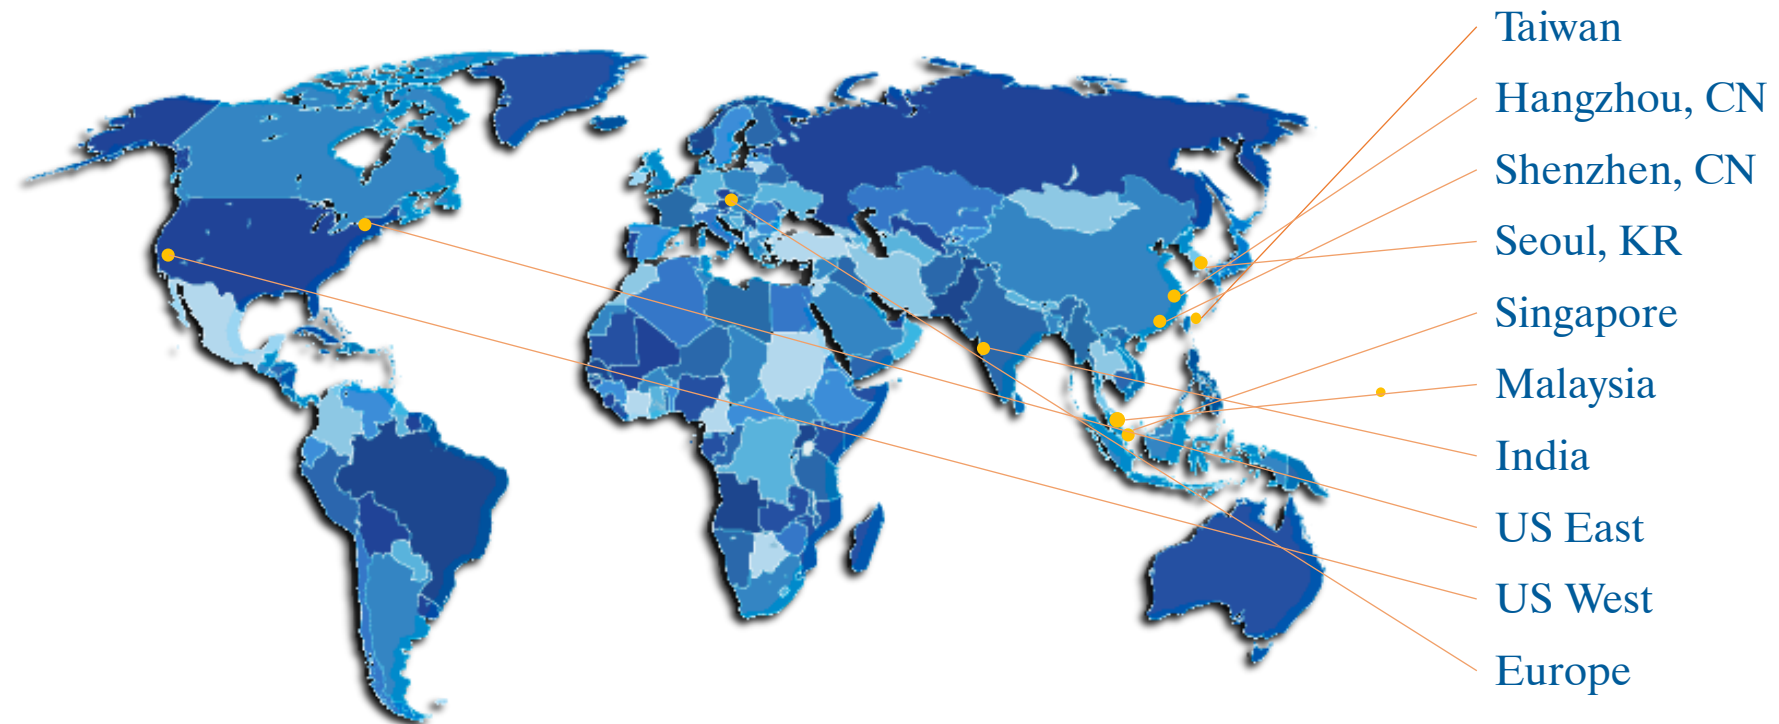 Taiwan
Hangzhou, CN
Shenzhen, CN
Seoul, KR
Singapore
Malaysia
India
US East
US West
Europe